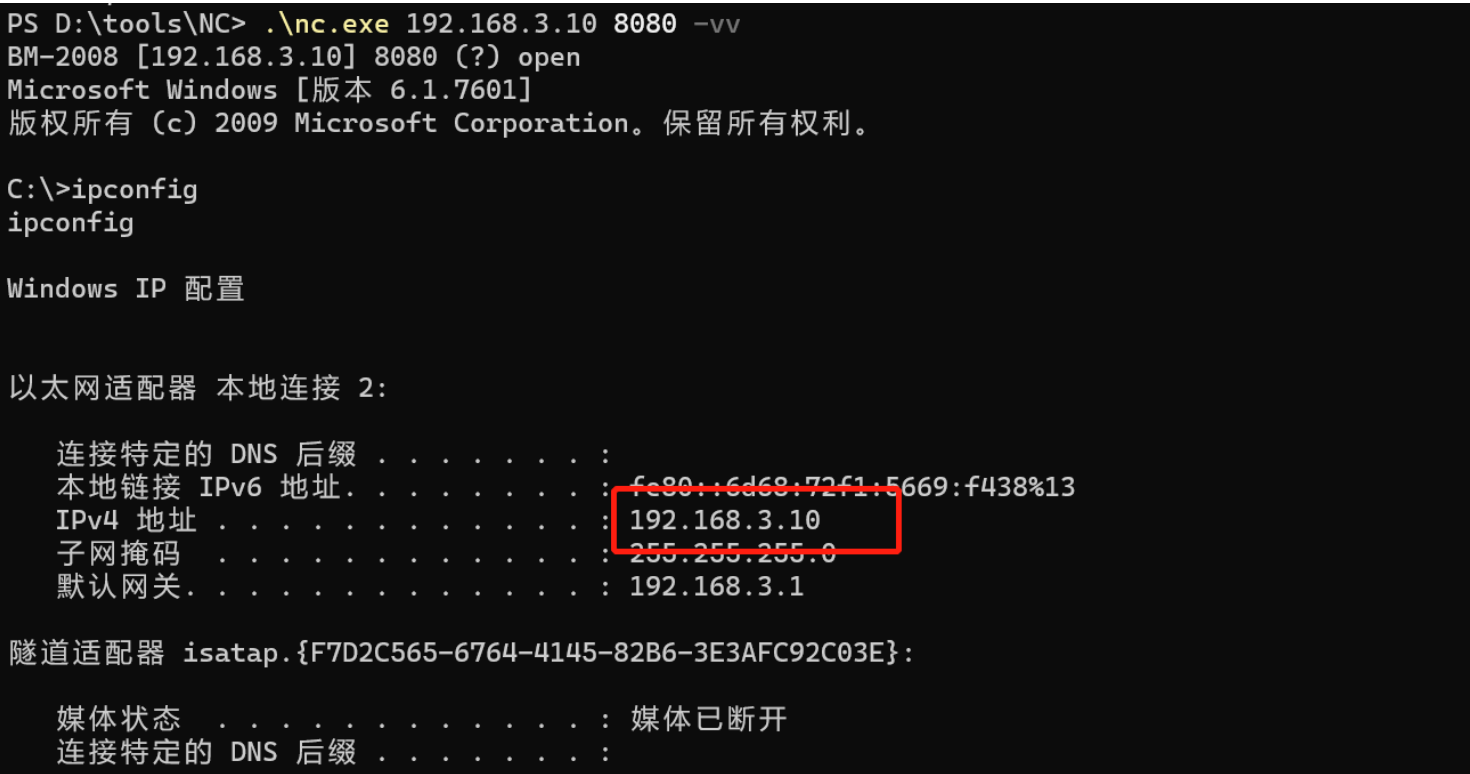 PS D:\tools\NC> .\nc.exe 192.168.3.10 8080 -vv
BM-2008 [192.168.3.10] 8080 (?) open
Microsoft Windows [版本 6.1.7601]
版权所有 (c) 2009 Microsoft Corporation。保留所有权利。
C:\>ipconfig
ipconfig
Windows IP 配置
以太网适配器 本地连接 2:
连接特定的 DNS 后缀 . . . . . . . :
本地链接 IPv6 地址. . . . . . . . : fe80::6d68:72f1:5669:f438%13
IPv4 地址 . . . . . . . . . . . . : 192.168.3.10
子网掩码 . . . . . . . . . . . . : 255.255.255.0
默认网关. . . . . . . . . . . . . : 192.168.3.1
隧道适配器 isatap.{F7D2C565-6764-4145-82B6-3E3AFC92C03E}:
媒体状态 . . . . . . . . . . . . : 媒体已断开
连接特定的 DNS 后缀 . . . . . . . :